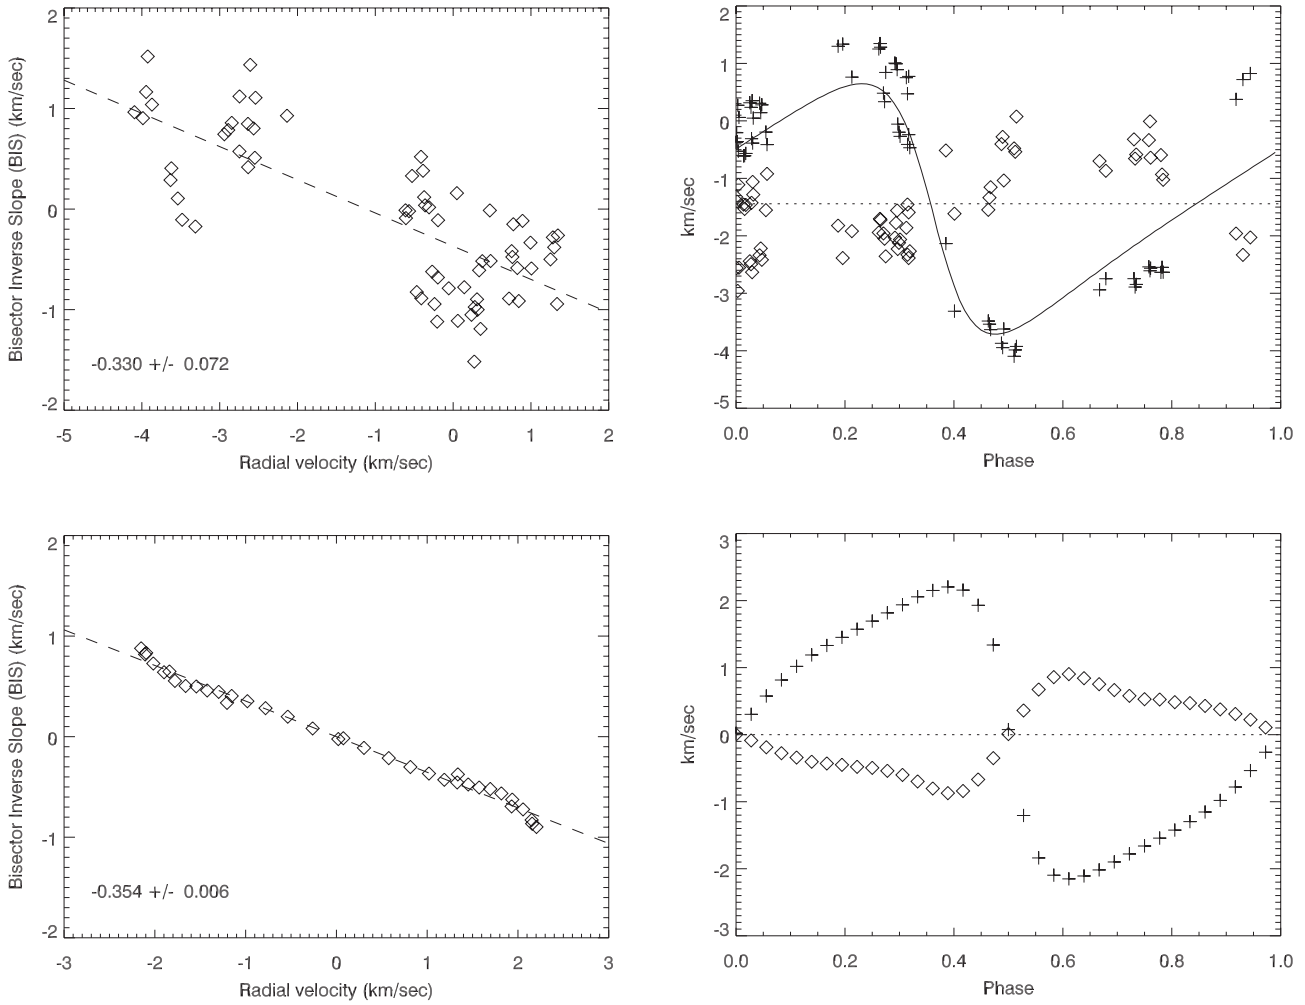 2
1
0
-1
-2
Bisector Inverse Slope (BIS) (km/sec)
-0.330 +/- 0.072
-5 -4 -3 -2 -1 0 1 2
Radial velocity (km/sec)
2
1
0
-1
-2
-3
-4
-5
km/sec
0.0 0.2 0.4 0.6 0.8 1.0
Phase
2
1
0
-1
-2
Bisector Inverse Slope (BIS) (km/sec)
-0.354 +/- 0.006
-3 -2 -1 0 1 2 3
Radial velocity (km/sec)
3
2
1
0
-1
-2
-3
km/sec
0.0 0.2 0.4 0.6 0.8 1.0
Phase